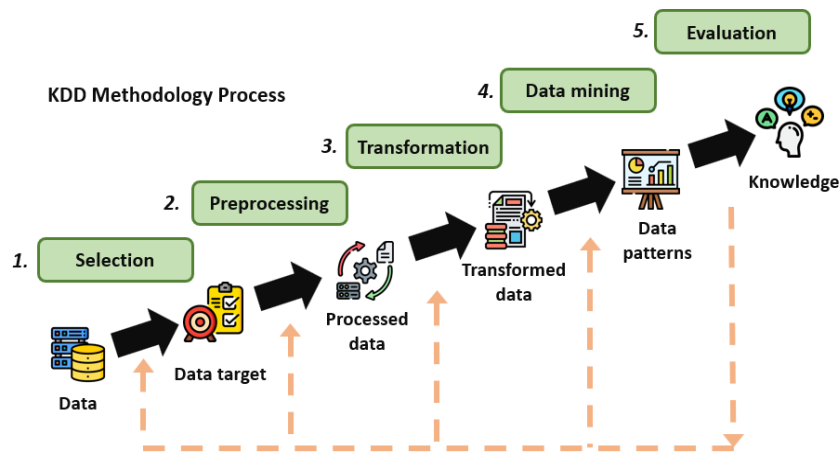 5. Evaluation
4. Data mining
KDD Methodology Process
3. Transformation
Knowledge
2. Preprocessing
Data
patterns
1. Selection
Transformed
data
Processed
data
Data target
Data
A